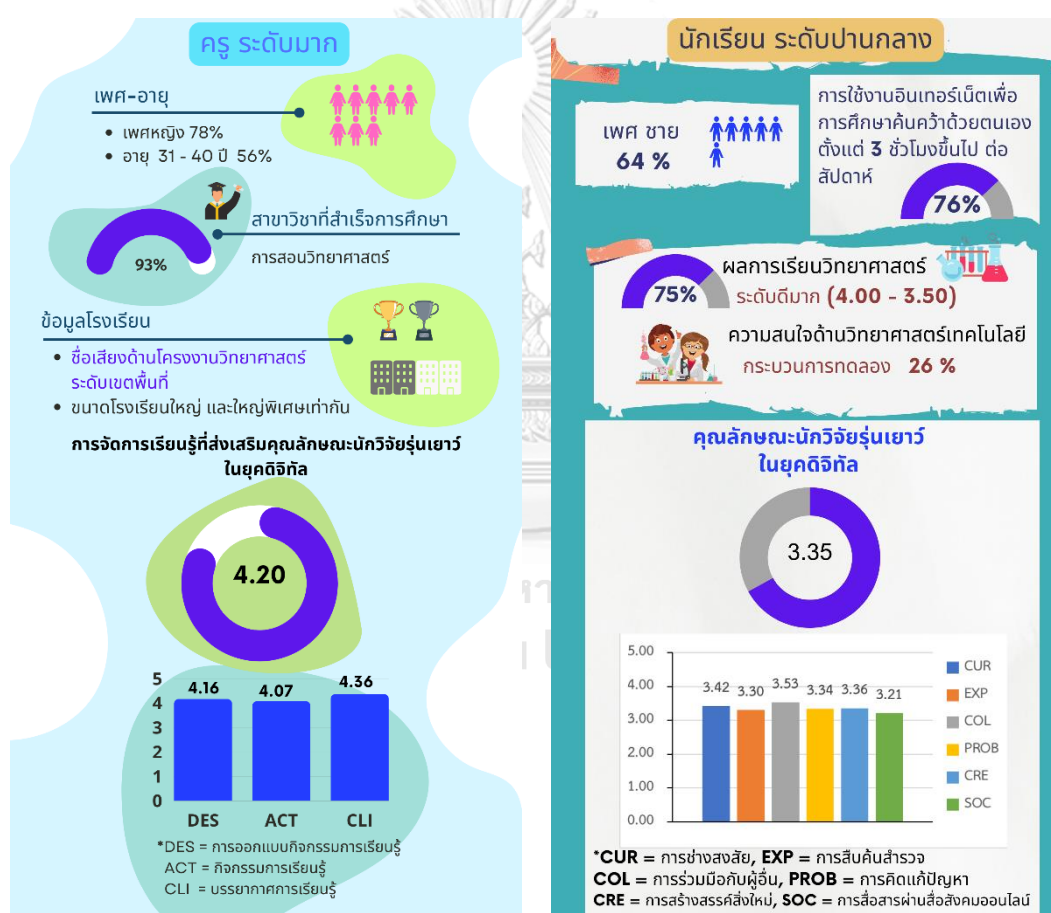 ครู ระดับมาก
เพศ-อายุ
• เพศหญิง 78%
• อายุ 31 - 40 ปี 56%
สาขาวิชาที่สำเร็จการศึกษา
93%
การสอนวิทยาศาสตร์
ข้อมูลโรงเรียน
• ชื่อเสียงด้านโครงงานวิทยาศาสตร์
ระดับเขตพื้นที่
• ขนาดโรงเรียนใหญ่ และใหญ่พิเศษเท่ากัน
การจัดการเรียนรู้ที่ส่งเสริมคุณลักษณะนักวิจัยรุ่นเยาว์
ในยุคดิจิทัล
4.20
5
4
3
2
1
0
4.16 4.07 4.36
DES ACT CLI
*DES = การออกแบบกิจกรรมการเรียนรู้
ACT = กิจกรรมการเรียนรู้
CLI = บรรยากาศการเรียนรู้
นักเรียน ระดับปานกลาง
เพศ ชาย
64 %
การใช้งานอินเทอร์เน็ตเพื่อ
การศึกษาค้นคว้าด้วยตนเอง
ตั้งแต่ 3 ชั่วโมงขึ้นไป ต่อ
สัปดาห์
76%
ผลการเรียนวิทยาศาสตร์
75%
ระดับดีมาก (4.00 - 3.50)
ความสนใจด้านวิทยาศาสตร์เทคโนโลยี
กระบวนการทดลอง 26 %
คุณลักษณะนักวิจัยรุ่นเยาว์
ในยุคดิจิทัล
3.35
5.00
4.00
3.00
2.00
1.00
0.00
3.42 3.30 3.53 3.34 3.36 3.21
CUR
EXP
COL
PROB
CRE
SOC
*CUR = การช่างสงสัย, EXP = การสืบค้นสำรวจ
COL = การร่วมมือกับผู้อื่น, PROB = การคิดแก้ปัญหา
CRE = การสร้างสรรค์สิ่งใหม่, SOC = การสื่อสารผ่านสื่อสังคมออนไลน์